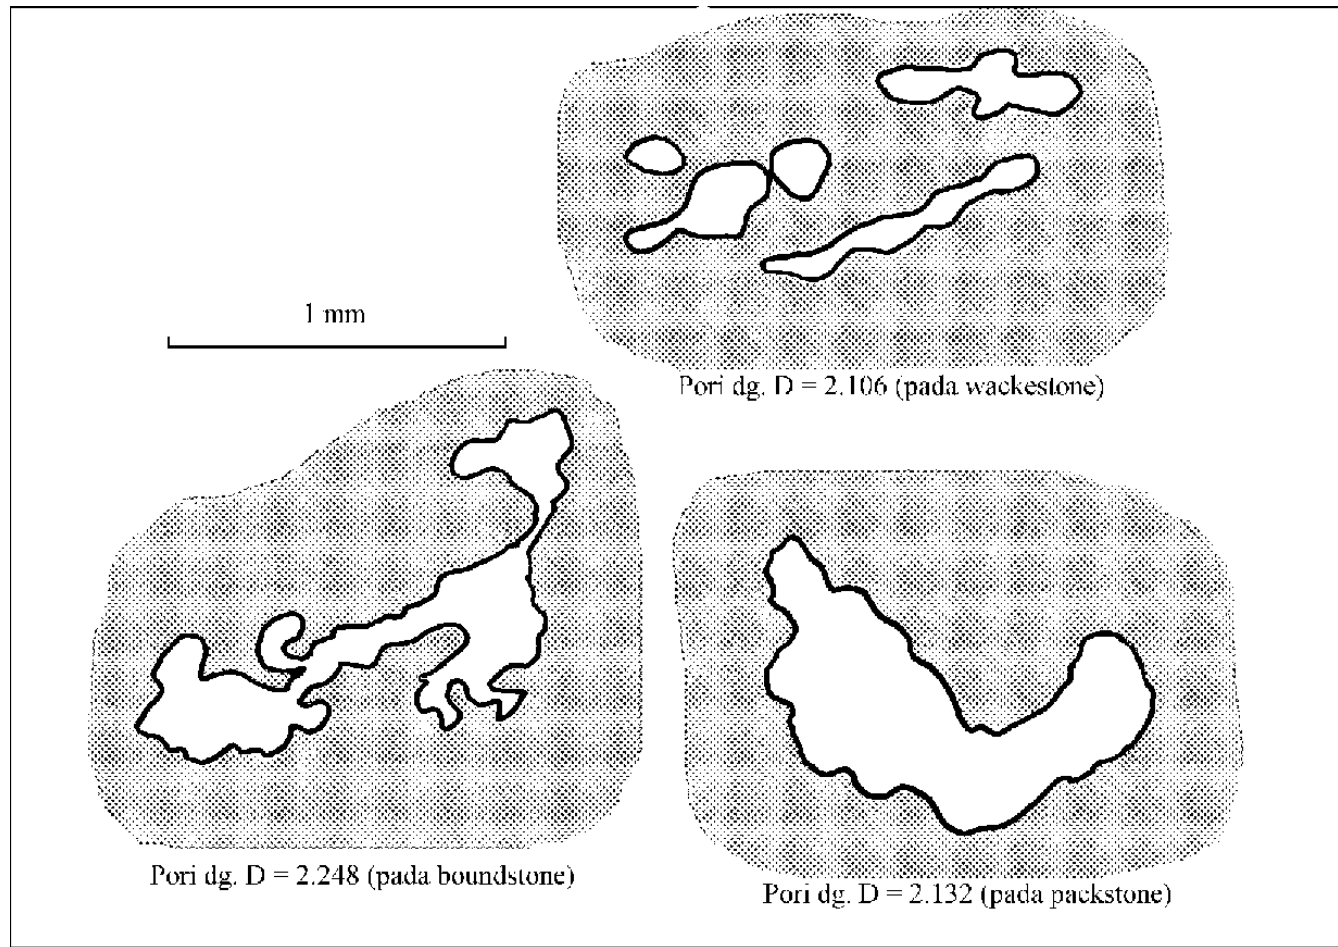 1 mm
Pori dg. D = 2.106 (pada wackestone)
Pori dg. D = 2.248 (pada boundstone)
Pori dg. D = 2.132 (pada packstone)